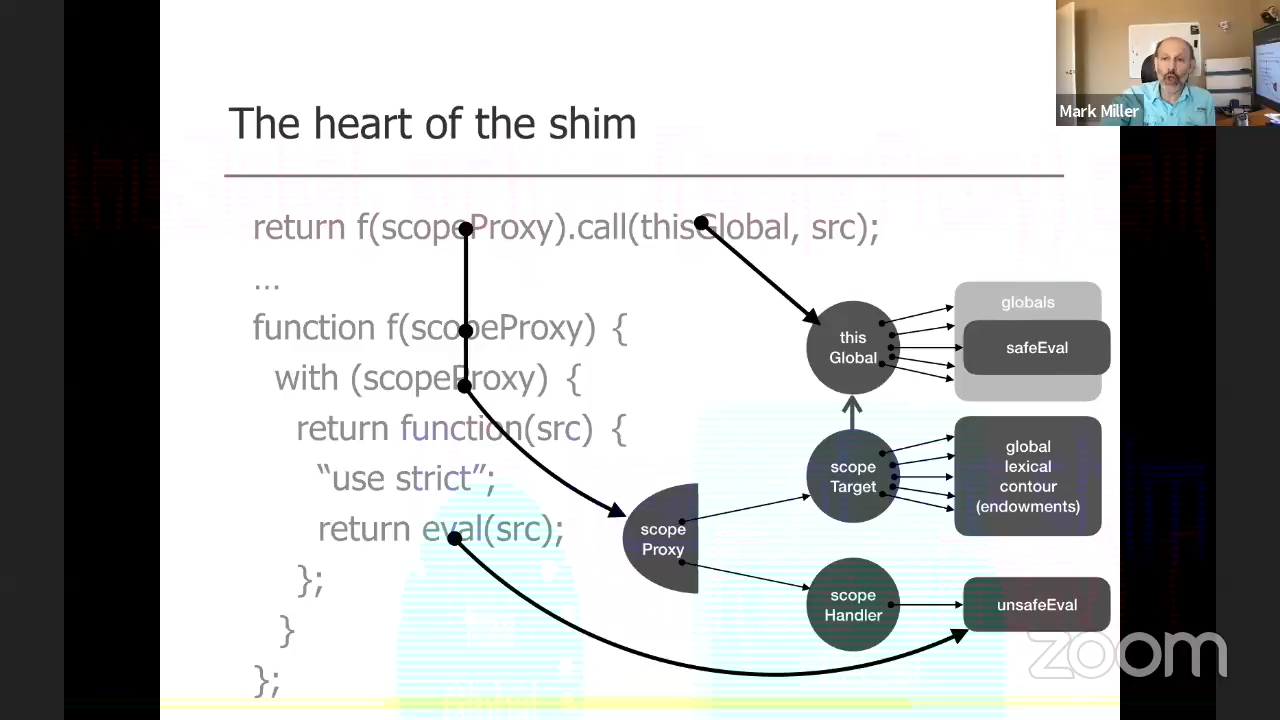 Mark Miller
The heart of the shim
return f(scopeProxy).call(thisGlobal, src);
...
function f(scopeProxy) {
with (scopeProxy) {
return function(src) {
“use strict”;
return eval(src);
};
}
};
this
Global
globals
safeEval
scope
Target
global
lexical
contour
(endowments)
scope
Proxy
scope
Handler
unsafeEval
zoom